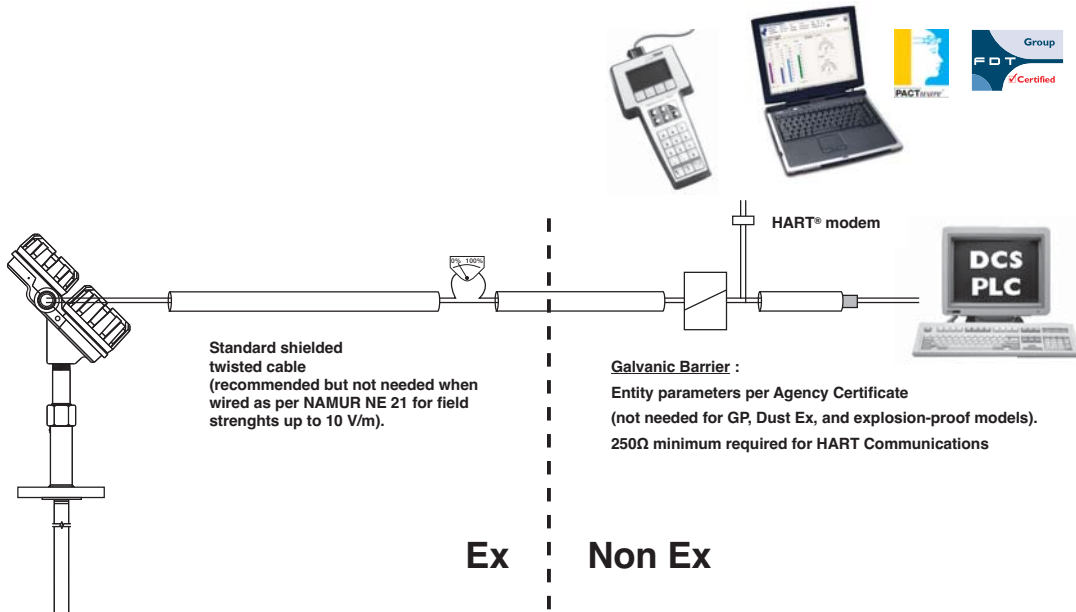 PACTware
FDT
Group
Certified
HART® modem
DCS
PLC
0% 100%
Standard shielded
twisted cable
(recommended but not needed when
wired as per NAMUR NE 21 for field
strenghts up to 10 V/m).
Galvanic Barrier :
Entity parameters per Agency Certificate
(not needed for GP, Dust Ex, and explosion-proof models).
250Ω minimum required for HART Communications
Ex
Non Ex